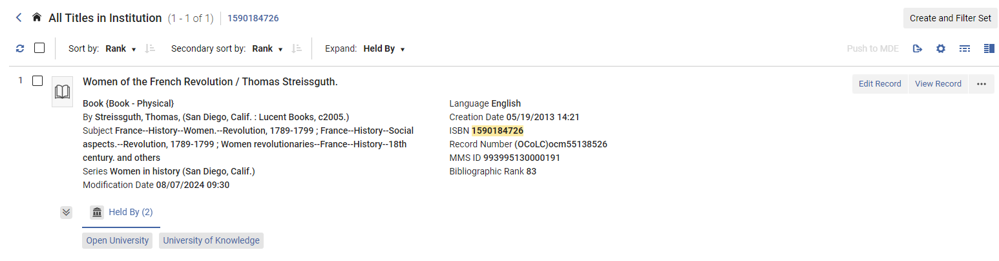 All Titles in Institution (1 - 1 of 1) 1590184726 Create and Filter Set
Sort by: Rank Secondary sort by: Rank Expand: Held By Push to MDE
1 Women of the French Revolution / Thomas Streissguth. Edit Record View Record
Book {Book - Physical}
By Streissguth, Thomas, (San Diego, Calif. : Lucent Books, c2005.)
Subject France--History--Women.--Revolution, 1789-1799 ; France--History--Social
aspects.--Revolution, 1789-1799 ; Women revolutionaries--France--History--18th
century. and others
Series Women in history (San Diego, Calif.)
Modification Date 08/07/2024 09:30
Language English
Creation Date 05/19/2013 14:21
ISBN 1590184726
Record Number (OCoLC)ocm55138526
MMS ID 993995130000191
Bibliographic Rank 83
Held By (2)
Open University University of Knowledge